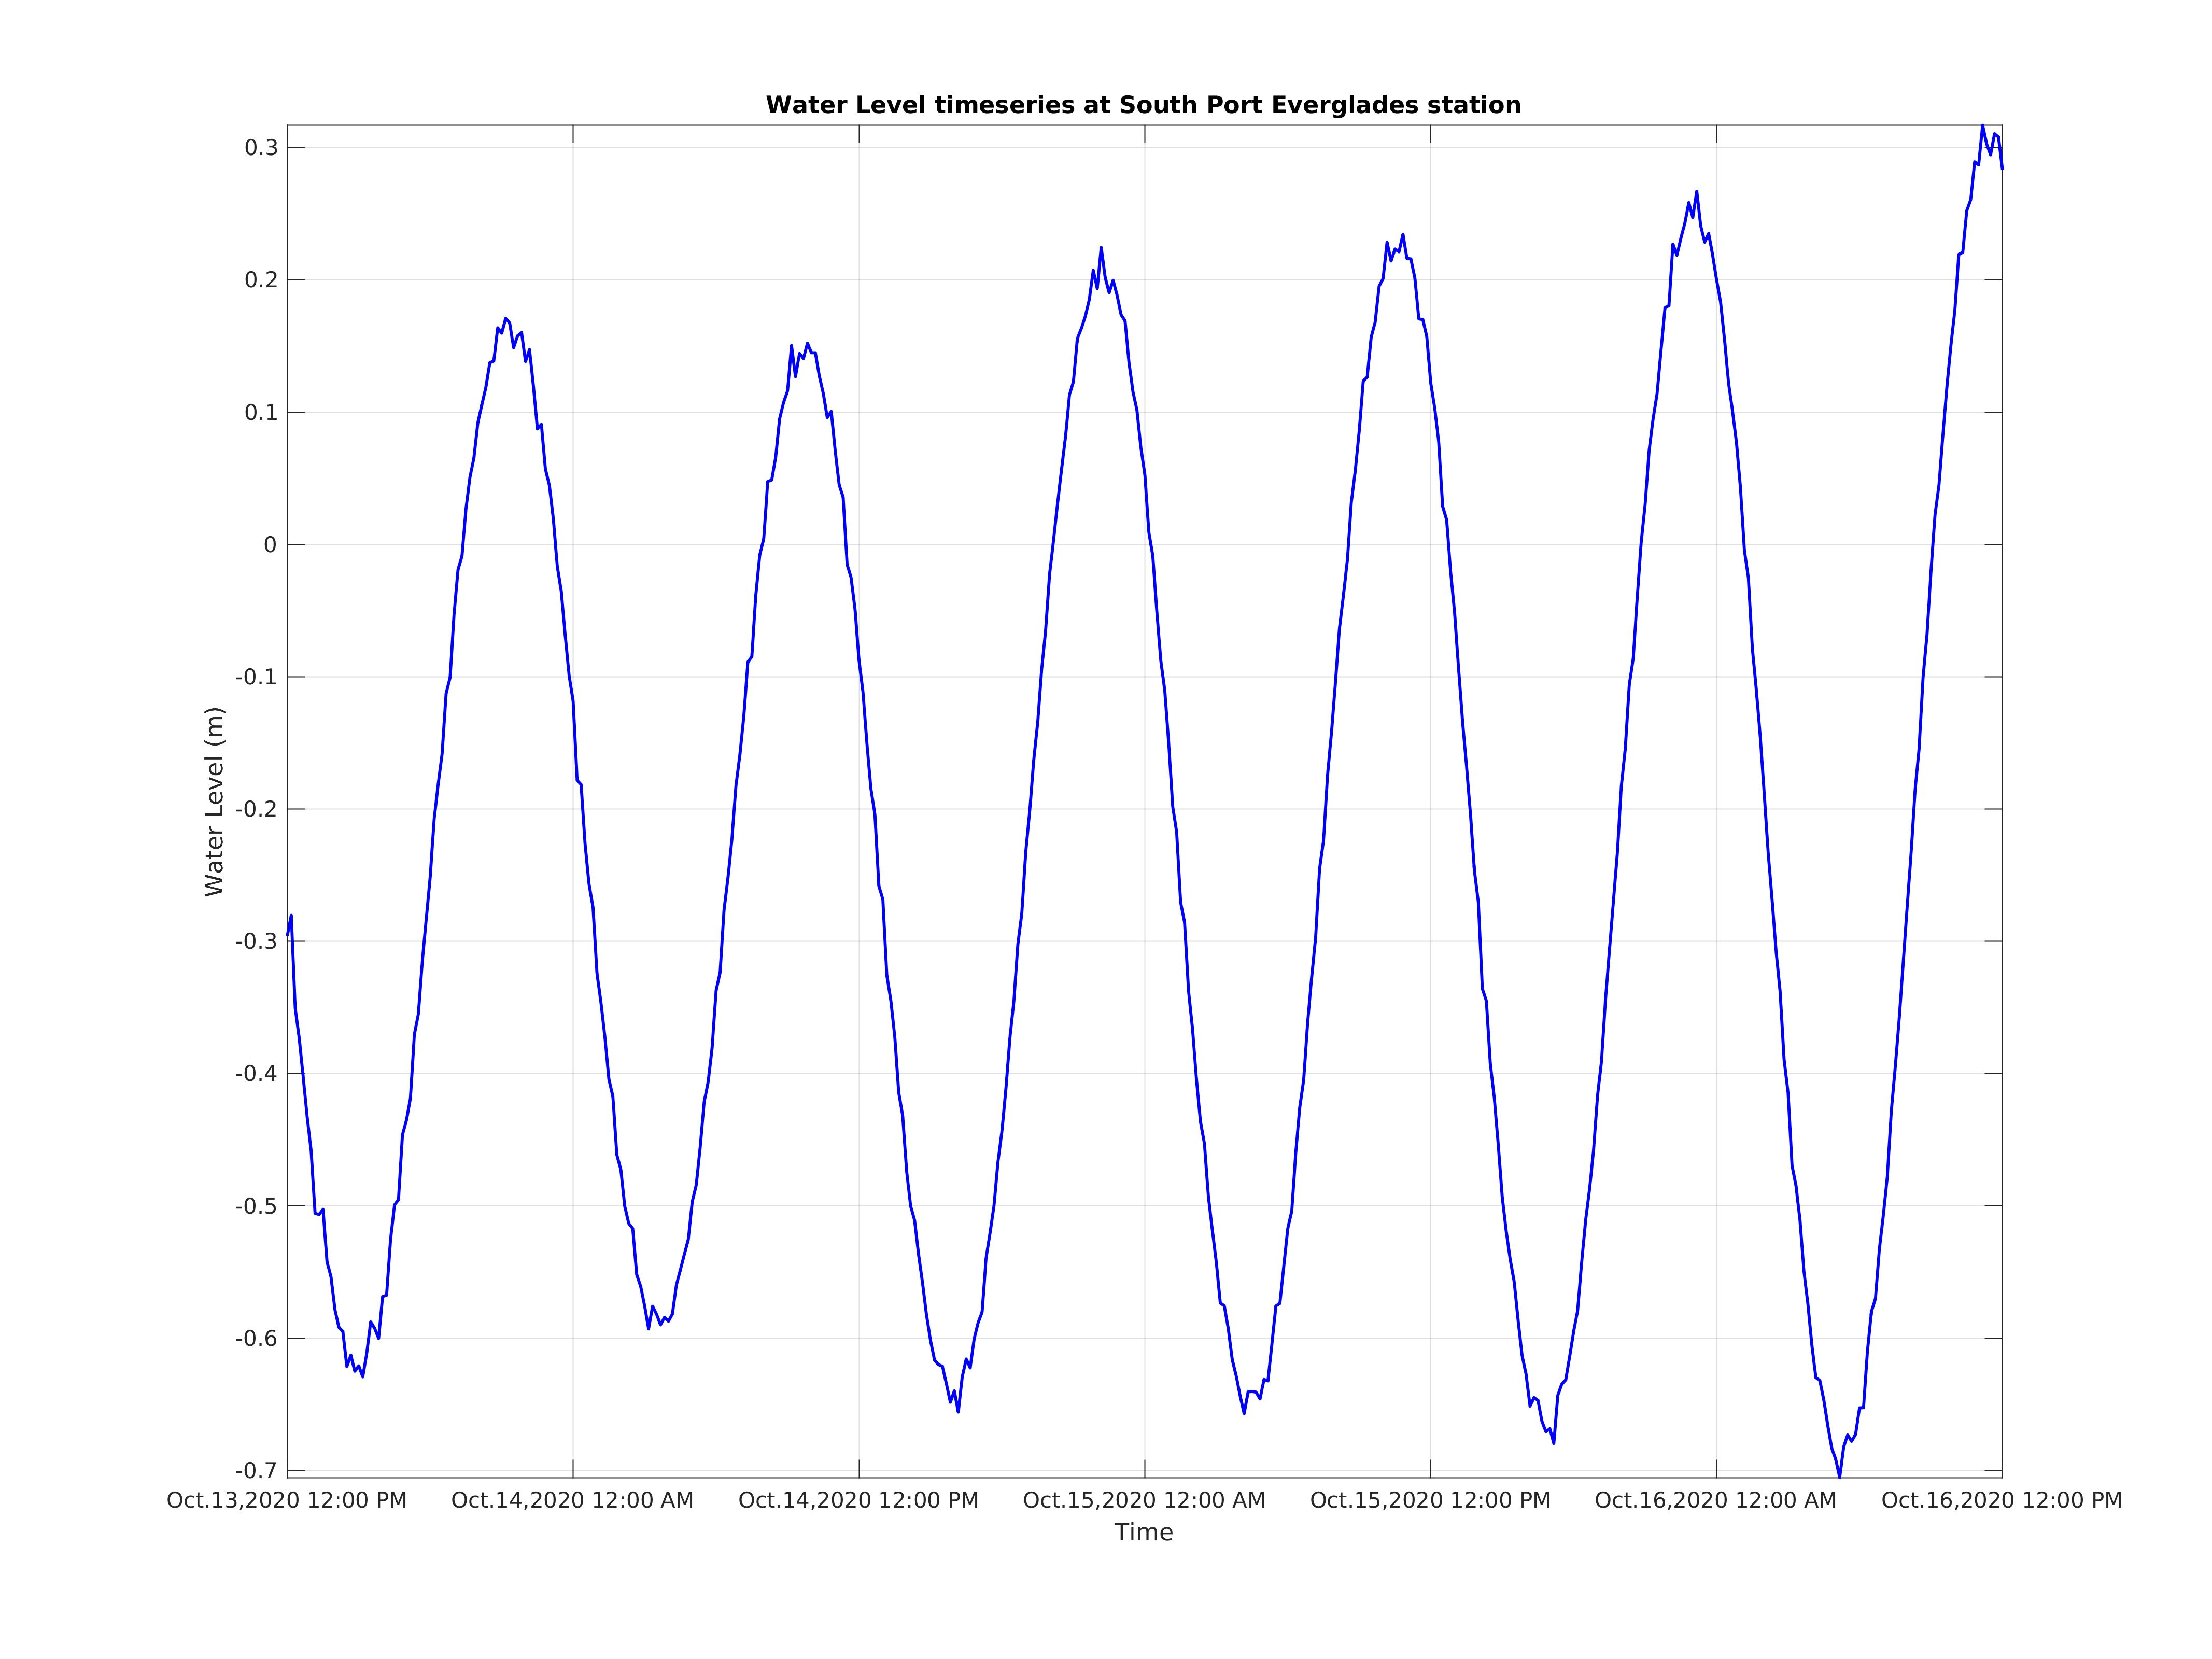 Water Level timeseries at South Port Everglades station
0.3
0.2
0.1
0
-0.1
-0.2
-0.3
-0.4
-0.5
-0.6
-0.7
Water Level (m)
Oct.13,2020 12:00 PM
Oct.14,2020 12:00 AM
Oct.14,2020 12:00 PM
Oct.15,2020 12:00 AM
Oct.15,2020 12:00 PM
Oct.16,2020 12:00 AM
Oct.16,2020 12:00 PM
Time